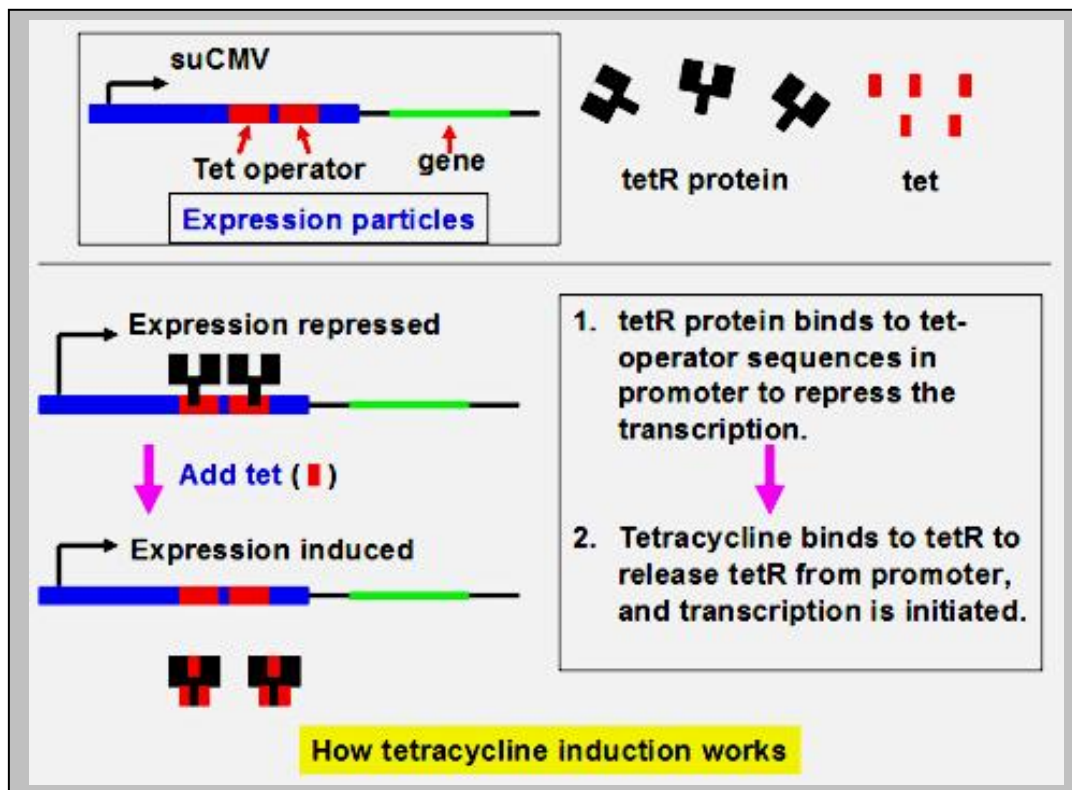 suCMV
Tet operator
gene
Expression particles
tetR protein
tet
Expression repressed
Add tet ( )
Expression induced
1. tetR protein binds to tet-
operator sequences in
promoter to repress the
transcription.
2. Tetracycline binds to tetR to
release tetR from promoter,
and transcription is initiated.
How tetracycline induction works